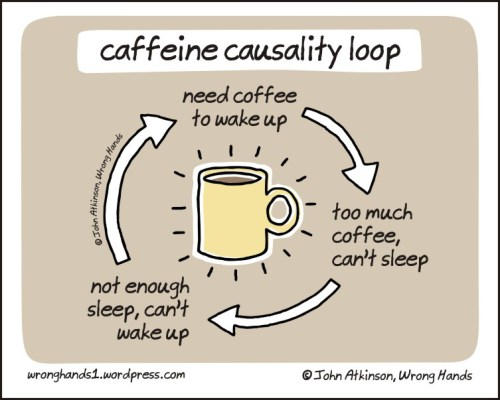 caffeine causality loop
need coffee
to wake up
too much
coffee,
can't sleep
not enough
sleep, can't
wake up
© John Atkinson, Wrong Hands
wronghands1.wordpress.com
© John Atkinson, Wrong Hands